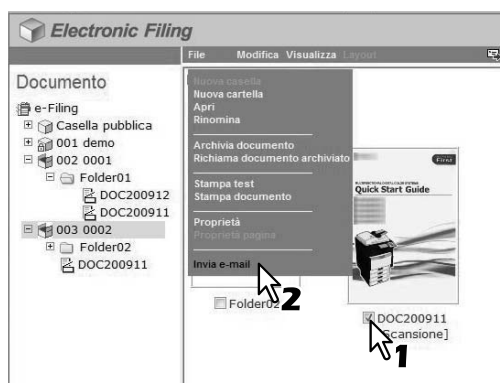 Electronic Filing
File Modifica Visualizza Layout
Documento
e-Filing
Casella pubblica
001 demo
002 0001
Folder01
DOC200912
DOC200911
003 0002
Folder02
DOC200911
Nuova casella
Nuova cartella
Apri
Rinomina
Archivia documento
Richiama documento archiviato
Stampa test
Stampa documento
Proprietà
Proprietà pagina
Invia e-mail
2
Folder02
First
Quick Start Guide
DOC200911
Scansione]
1